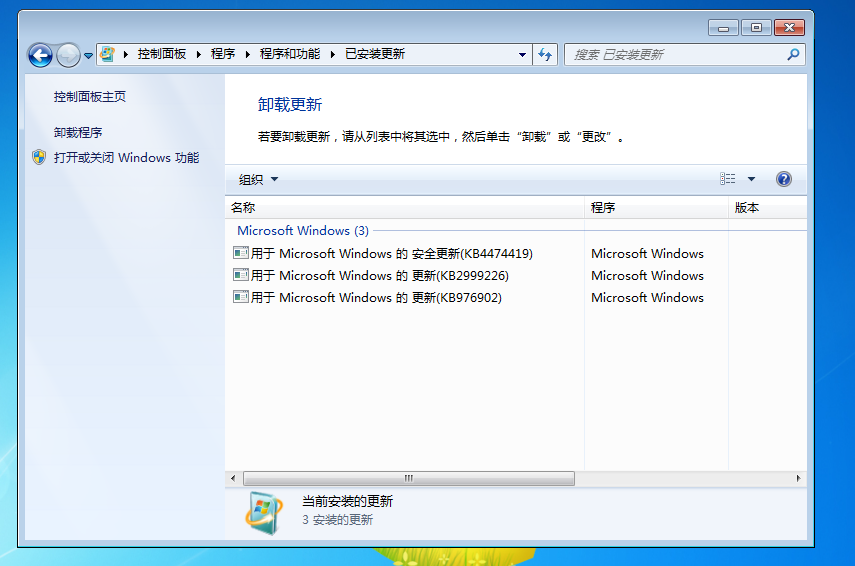 控制面板 程序 程序和功能 已安装更新
搜索 已安装更新
控制面板主页
卸载程序
打开或关闭 Windows 功能
卸载更新
若要卸载更新，请从列表中将其选中，然后单击“卸载”或“更改”。
组织
名称 程序 版本
Microsoft Windows (3)
用于 Microsoft Windows 的 安全更新(KB4474419) Microsoft Windows
用于 Microsoft Windows 的 更新(KB2999226) Microsoft Windows
用于 Microsoft Windows 的 更新(KB976902) Microsoft Windows
当前安装的更新
3 安装的更新